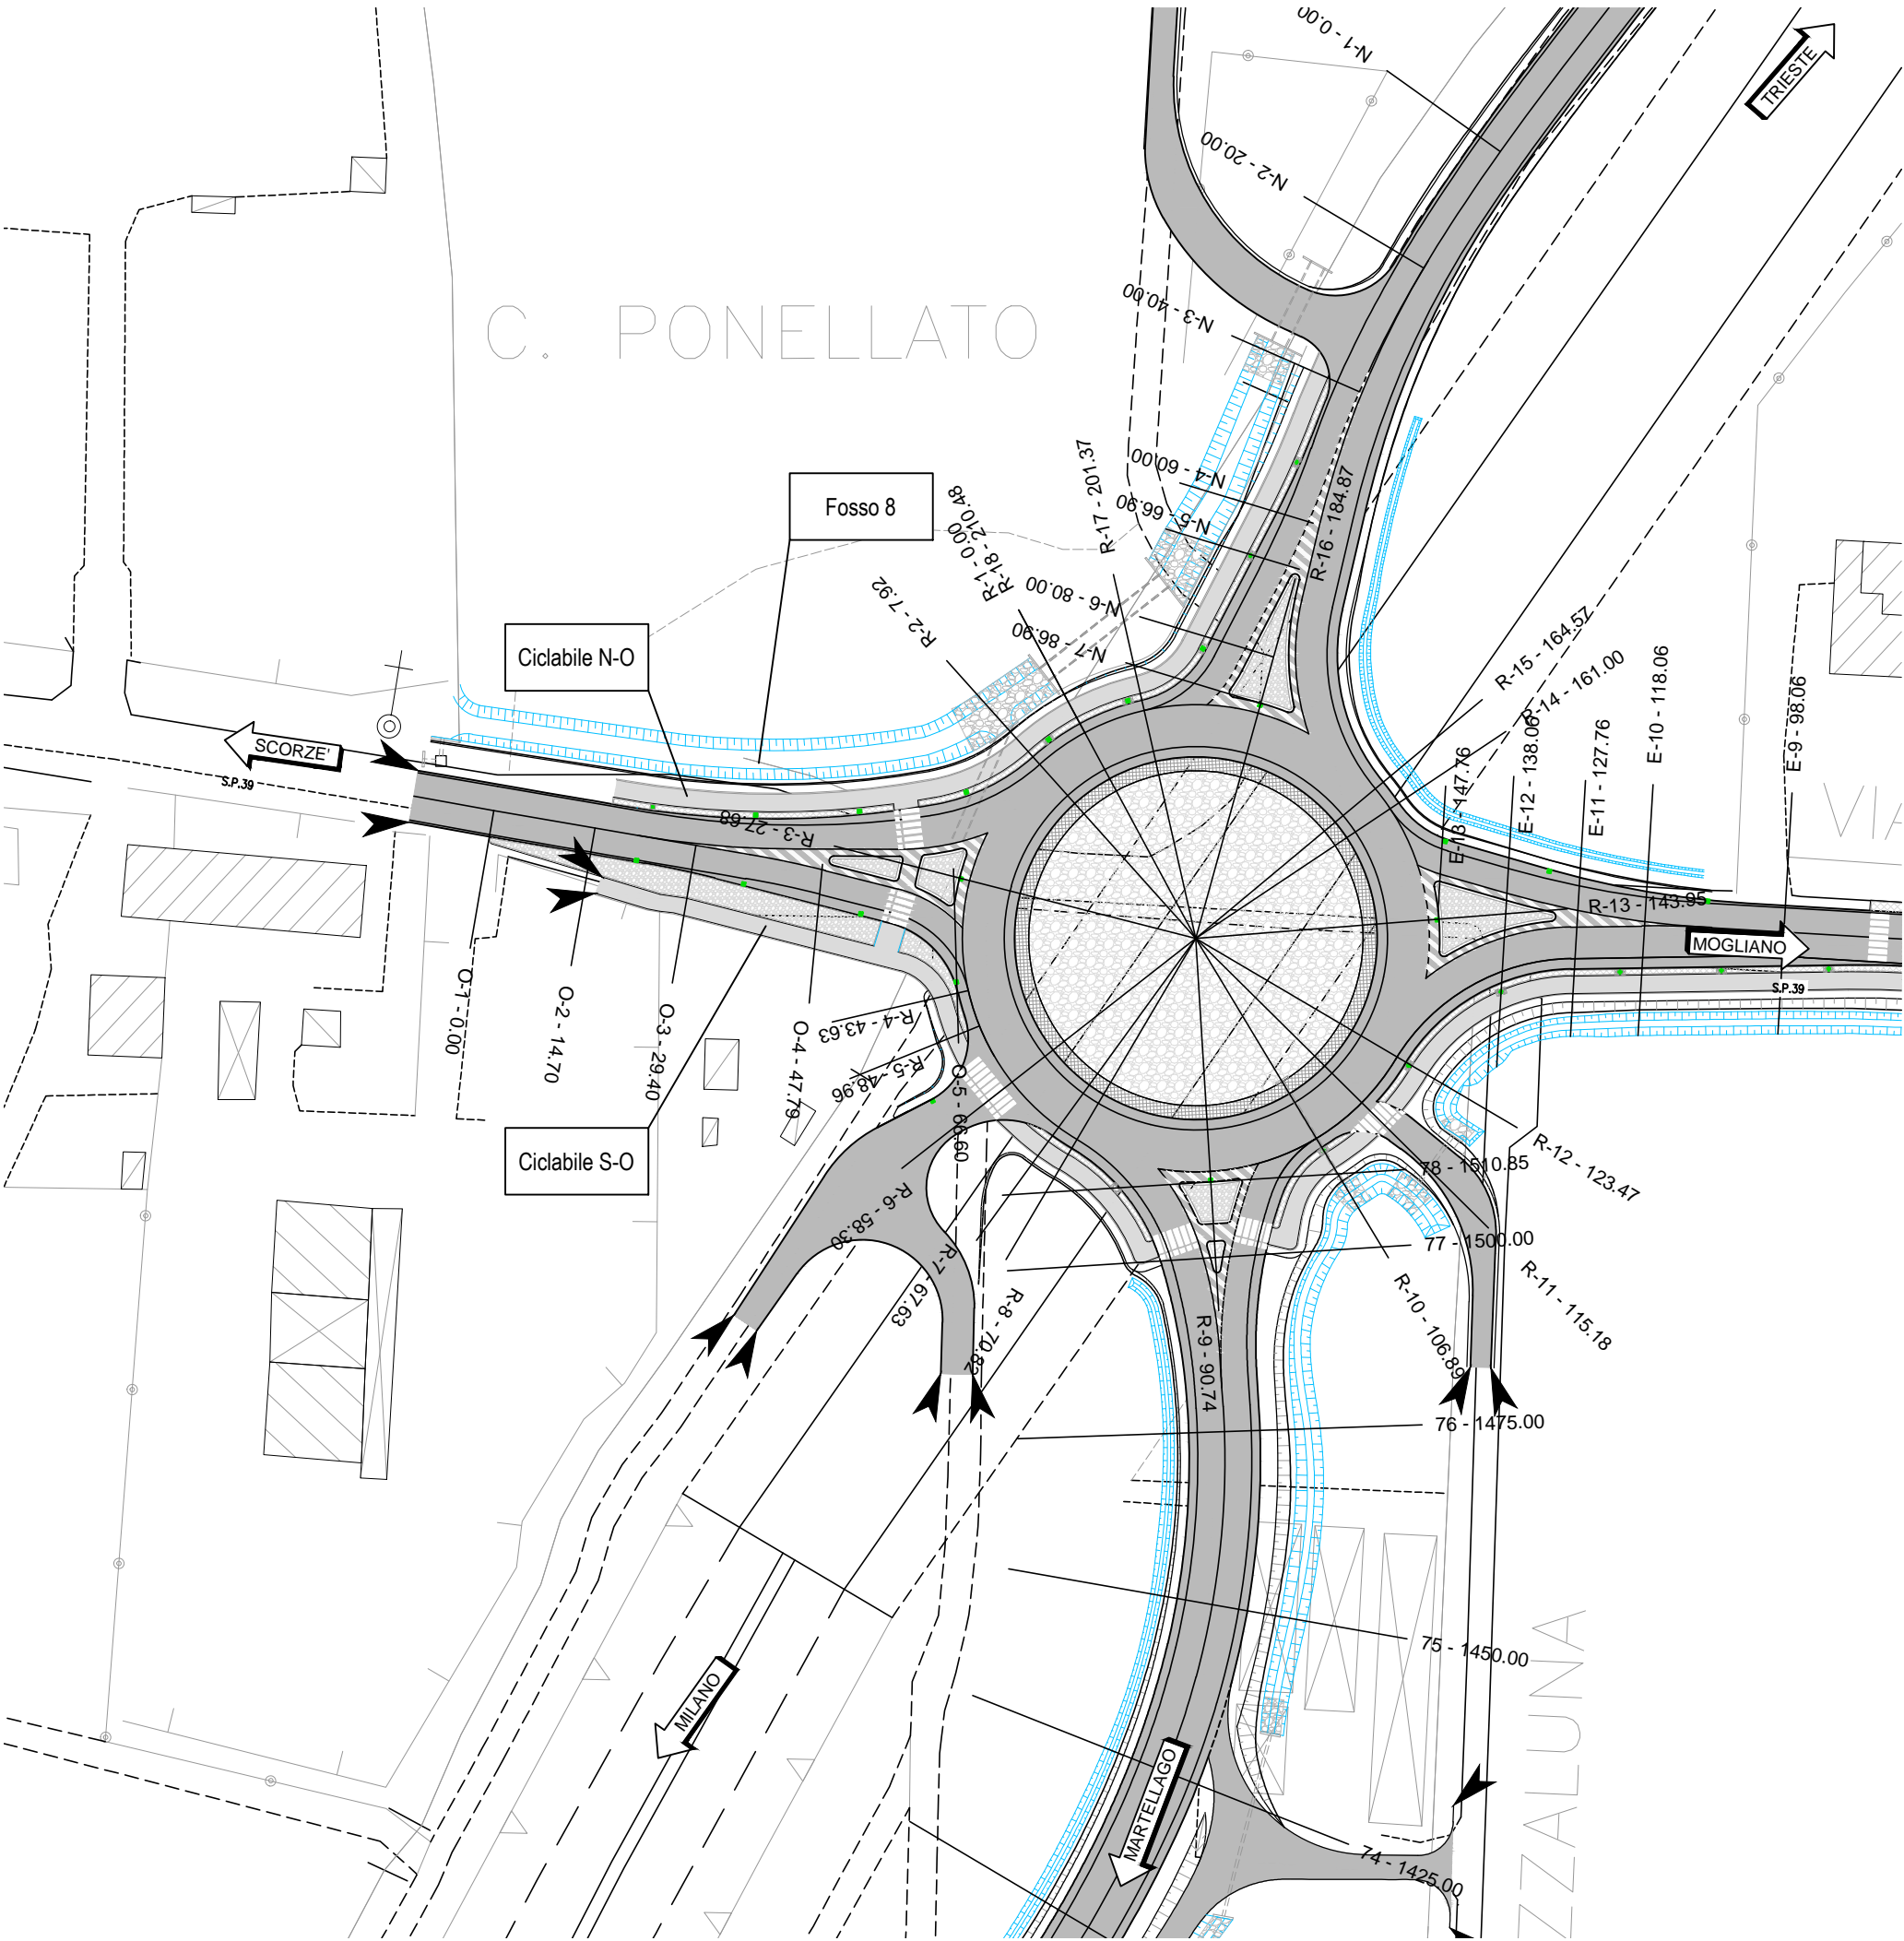 N-1 - 0.00
TRIESTE
N-2 - 20.00
N-3 - 40.00
C. PONELLATO
N-4 - 60.00
R-17 - 201.37
R-16 - 184.87
Fosso 8
R-1 - 0.00
R-18 - 210.48
N-5 - 66.90
R-2 - 7.92
N-6 - 80.00
N-7 - 86.90
Ciclabile N-O
R-15 - 164.57
R-14 - 161.00
E-13 - 147.76
E-12 - 138.06
E-11 - 127.76
E-10 - 118.06
E-9 - 98.06
SCORZE'
S.P.39
R-3 - 27.68
R-13 - 143.95
MOGLIANO
S.P.39
O-1 - 0.00
O-2 - 14.70
O-3 - 29.40
O-4 - 47.79
R-4 - 43.63
R-5 - 48.96
O-5 - 66.60
Ciclabile S-O
R-12 - 123.47
78 - 1510.85
R-6 - 58.30
77 - 1500.00
R-7 - 67.63
R-8 - 70.82
R-9 - 90.74
R-10 - 106.89
R-11 - 115.18
76 - 1475.00
75 - 1450.00
MILANO
MARTELLAGO
74 - 1425.00
ZZALUNA